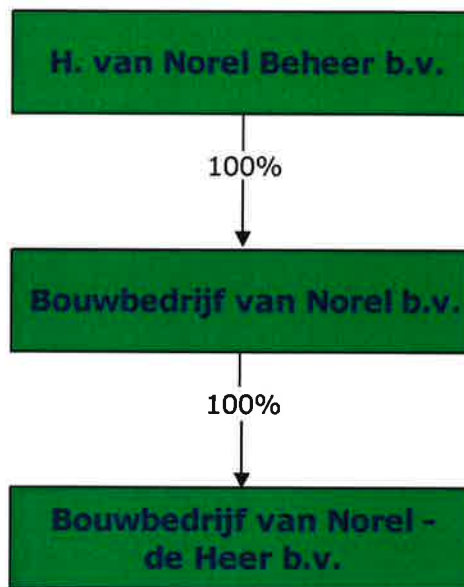 H. van Norel Beheer b.v.
100%
Bouwbedrijf van Norel b.v.
100%
Bouwbedrijf van Norel -
de Heer b.v.